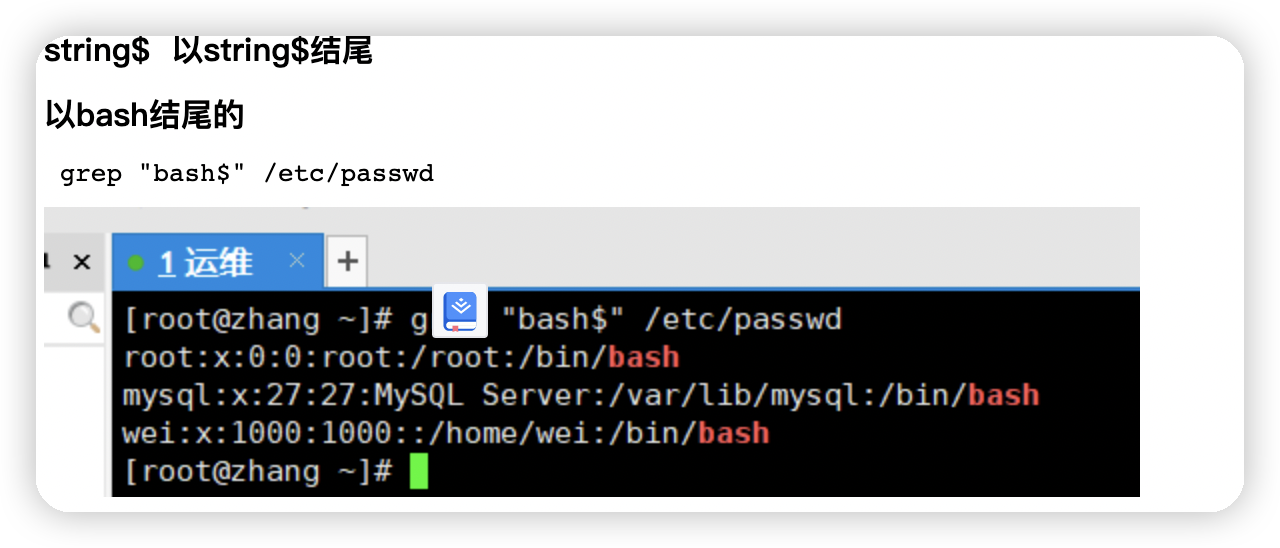 string$ 以string$结尾
以bash结尾的
grep "bash$" /etc/passwd
1 运维
[root@zhang ~]# g "bash$" /etc/passwd
root:x:0:0:root:/root:/bin/bash
mysql:x:27:27:MySQL Server:/var/lib/mysql:/bin/bash
wei:x:1000:1000::/home/wei:/bin/bash
[root@zhang ~]#